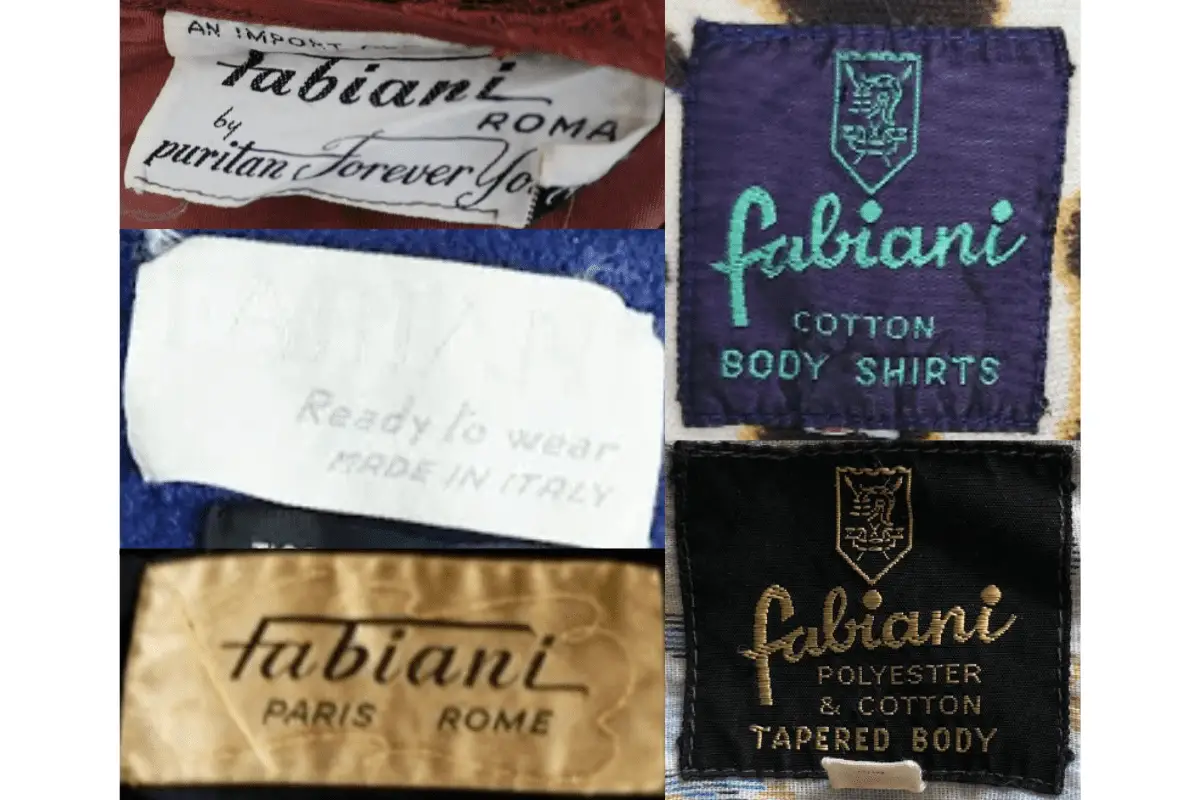 AN IMPORT
fabiani
ROMA
by
puritan Forever
Ready to wear
MADE IN ITALY
fabiani
PARIS ROME
fabiani
COTTON
BODY SHIRTS
fabiani
POLYESTER
& COTTON
TAPERED BODY